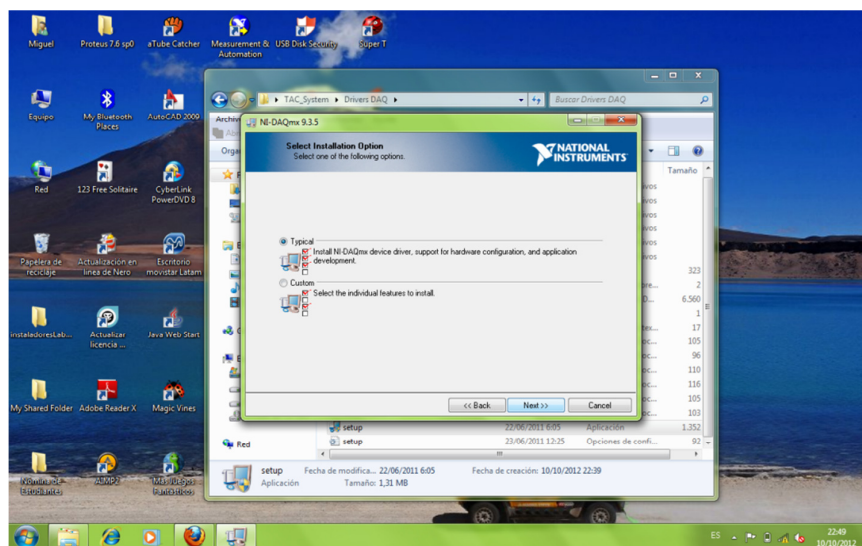 Miguel
Proteus 7.6 sp0
aTube Catcher
Measurement & Automation
USB Disk Security
Super T
Equipo
My Bluetooth Places
AutoCAD 2009
Red
123 Free Solitaire
CyberLink PowerDVD 8
Papelera de reciclaje
Actualizacion en linea de Nero
Escritorio movistar Latam
instaladoresLab...
Actualizar licencia ...
Java Web Start
My Shared Folder
Adobe Reader X
Magic Vines
Nomina de Estudiantes
AIMP2
Mas Juegos Fantásticos
TAC_System
Drivers DAQ
Buscar Drivers DAQ
NI-DAQmx 9.3.5
Select Installation Option
Select one of the following options.
NATIONAL
INSTRUMENTS
Tamaño
Typical
Install NI-DAQmx device driver, support for hardware configuration, and application
development.
Custom
Select the individual features to install.
<< Back
Next >>
Cancel
323
2
6.560
1
17
105
96
110
116
105
103
setup 22/06/2011 6:05 Aplicación 1.352
setup 23/06/2011 12:25 Opciones de confi... 92
Red
setup Fecha de modifica... 22/06/2011 6:05 Fecha de creación: 10/10/2012 22:39
Aplicación Tamaño: 1,31 MB
ES
22:49
10/10/2012